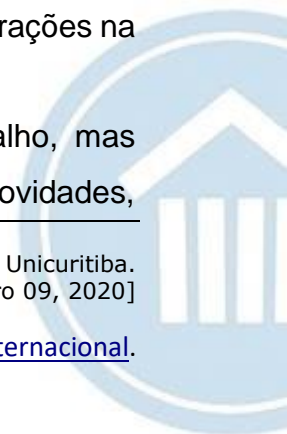 rações na
alho, mas
ovidades,
Unicuritiba.
ro 09, 2020]
ternacional.